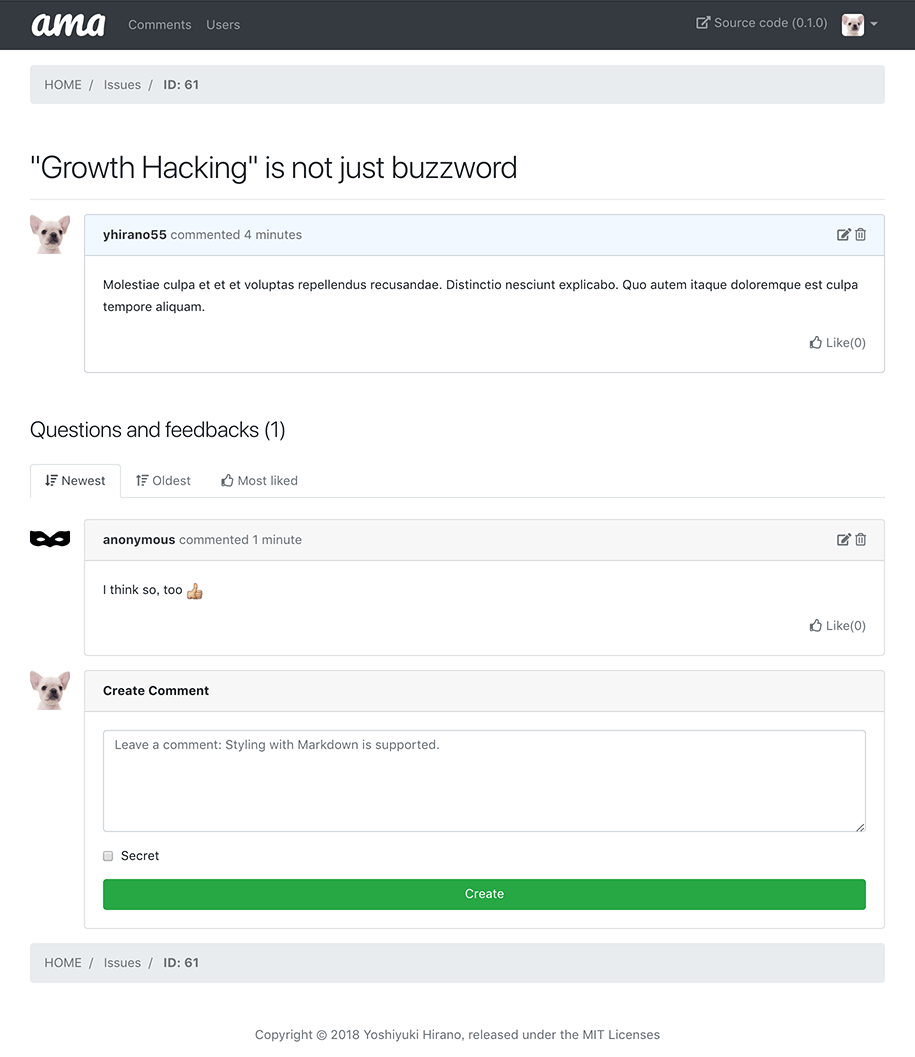 ama Comments Users Source code (0.1.0)
HOME / Issues / ID: 61
"Growth Hacking" is not just buzzword
yhirano55 commented 4 minutes
Molestiae culpa et et et voluptas repellendus recusandae. Distinctio nesciunt explicabo. Quo autem itaque doloremque est culpa
tempore aliquam.
Like(0)
Questions and feedbacks (1)
Newest Oldest Most liked
anonymous commented 1 minute
I think so, too 👍
Like(0)
Create Comment
Leave a comment: Styling with Markdown is supported.
Secret
Create
HOME / Issues / ID: 61
Copyright © 2018 Yoshiyuki Hirano, released under the MIT Licenses